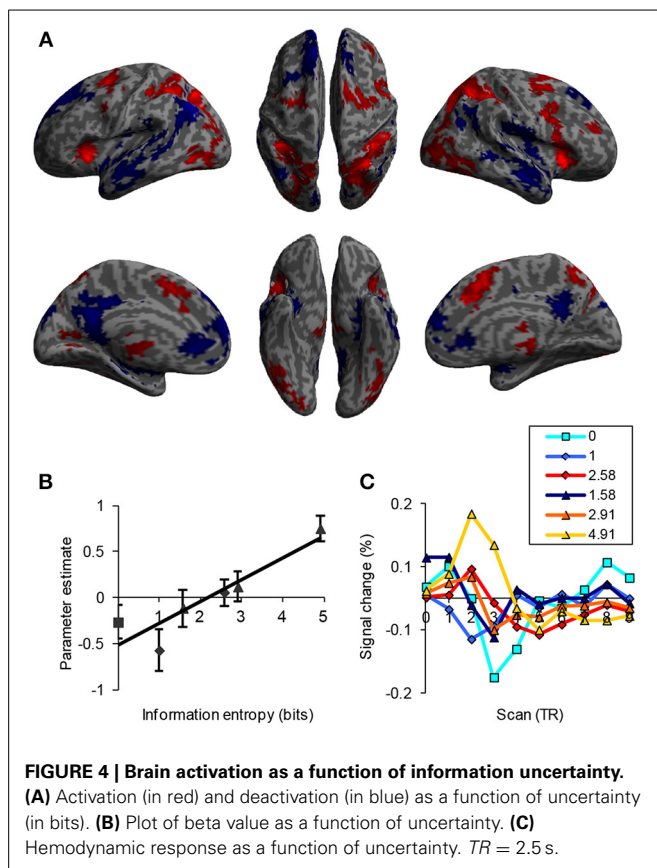 A
B
C
0
1
2.58
1.58
2.91
4.91
Parameter estimate
1
0.5
0
-0.5
-1
1 2 3 4 5
Information entropy (bits)
Signal change (%)
0.2
0.1
-0.1
-0.2
0 1 2 3 6 8
Scan (TR)
FIGURE 4 | Brain activation as a function of information uncertainty.
(A) Activation (in red) and deactivation (in blue) as a function of uncertainty
(in bits). (B) Plot of beta value as a function of uncertainty. (C)
Hemodynamic response as a function of uncertainty. TR = 2.5 s.